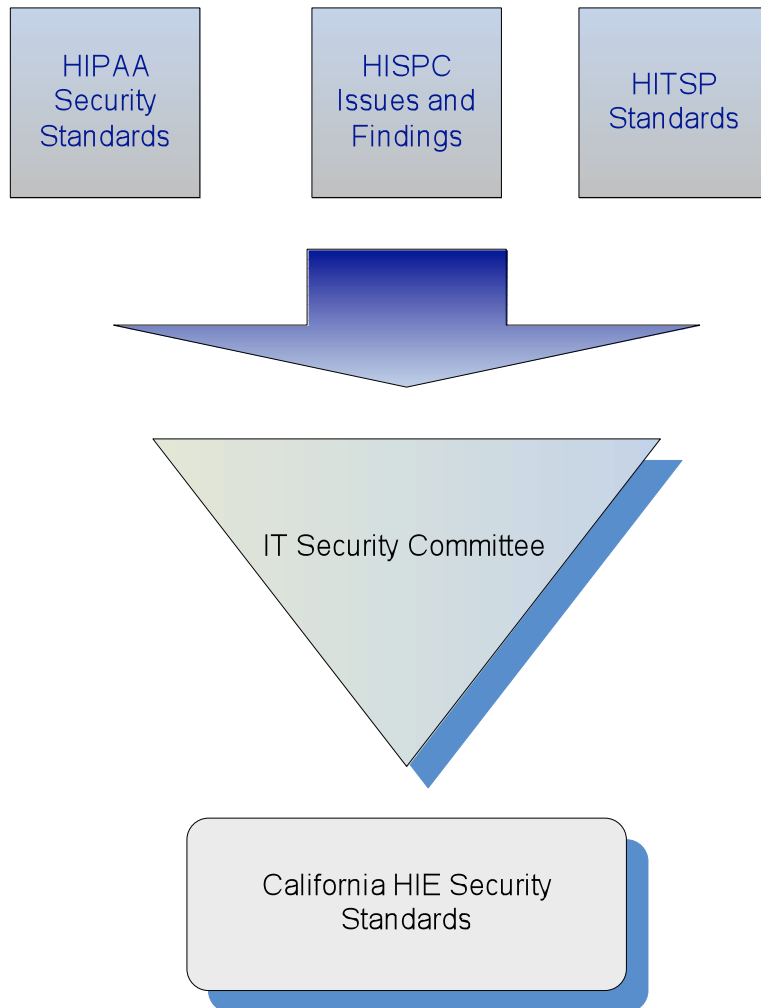 HIPAA
Security
Standards
HISPC
Issues and
Findings
HITSP
Standards
IT Security Committee
California HIE Security
Standards